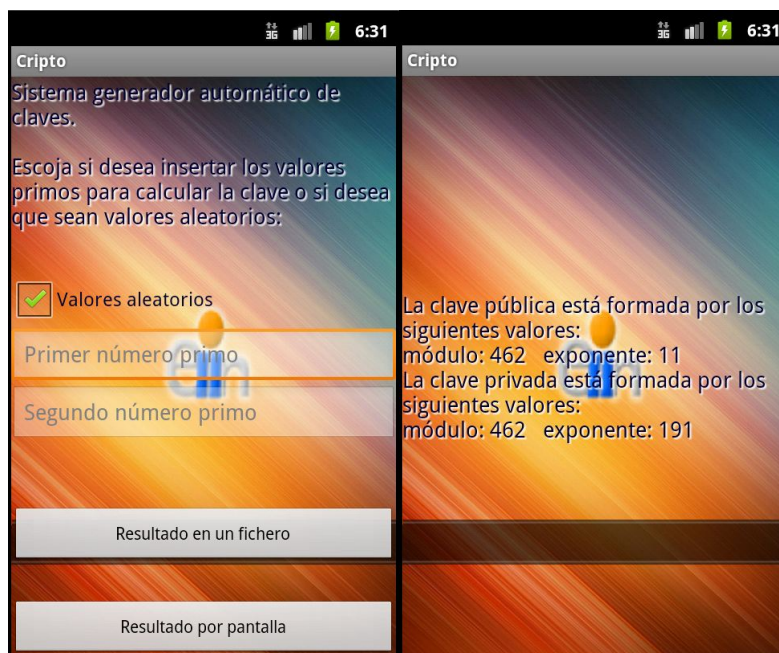 3G 6:31
Cripto
Sistema generador automático de
claves.
Escoja si desea insertar los valores
primos para calcular la clave o si desea
que sean valores aleatorios:
Valores aleatorios
Primer número primo
Segundo número primo
Resultado en un fichero
Resultado por pantalla
3G 6:31
Cripto
La clave pública está formada por los
siguientes valores:
módulo: 462 exponente: 11
La clave privada está formada por los
siguientes valores:
módulo: 462 exponente: 191